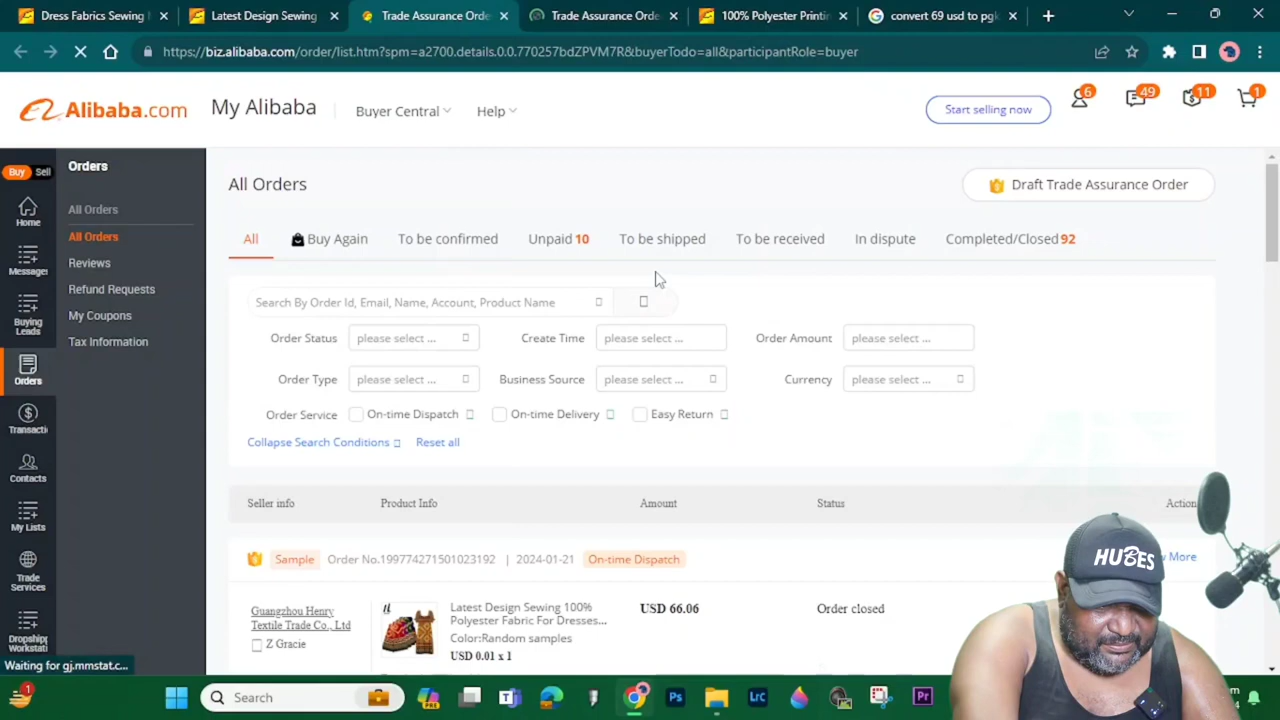 Dress Fabrics Sewing
Latest Design Sewing
Trade Assurance Orde
Trade Assurance Orde
100% Polyester Printin
convert 69 usd to pgk
https://biz.alibaba.com/order/list.htm?spm=a2700.details.0.0.770257bdZPVM7R&buyerTodo=all&participantRole=buyer
Alibaba.com
My Alibaba
Buyer Central
Help
Start selling now
6
49
11
1
Buy Sell
Orders
All Orders
Draft Trade Assurance Order
Home
All Orders
All Orders
All
Buy Again
To be confirmed
Unpaid 10
To be shipped
To be received
In dispute
Completed/Closed 92
Messages
Reviews
Refund Requests
Search By Order Id, Email, Name, Account, Product Name
Buying
Leads
My Coupons
Order Status
please select ...
Create Time
please select ...
Order Amount
please select ...
Tax Information
Orders
Order Type
please select ...
Business Source
please select ...
Currency
please select ...
Transacti
Order Service
On-time Dispatch
On-time Delivery
Easy Return
Collapse Search Conditions
Reset all
Contacts
Seller info
Product Info
Amount
Status
Action
My Lists
Sample
Order No.199774271501023192 | 2024-01-21
On-time Dispatch
More
HUBES
Trade
Services
Guangzhou Henry
Textile Trade Co., Ltd
Z Gracie
Latest Design Sewing 100%
Polyester Fabric For Dresses...
Color:Random samples
USD 0.01 x 1
USD 66.06
Order closed
Dropshipp
Workstati
Waiting for gj.mmstat.c...
1
Search
Ps
Lrc
Pr